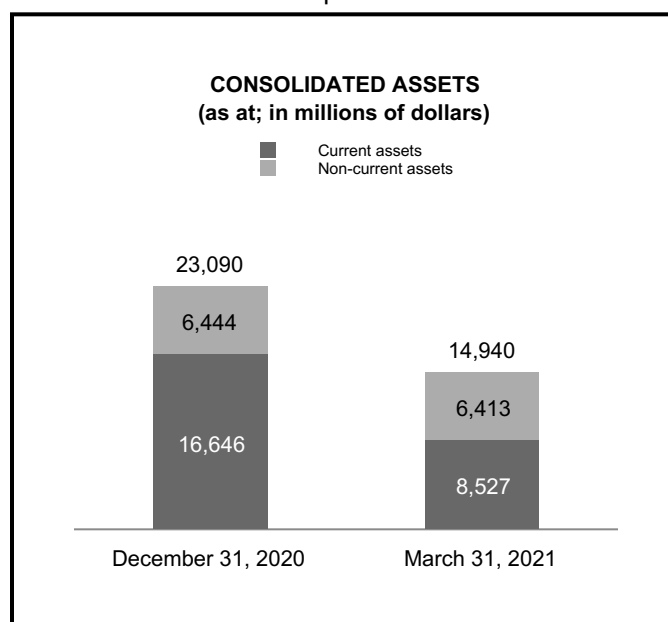 CONSOLIDATED ASSETS
(as at; in millions of dollars)
Current assets
Non-current assets
23,090
6,444
16,646
14,940
6,413
8,527
December 31, 2020
March 31, 2021